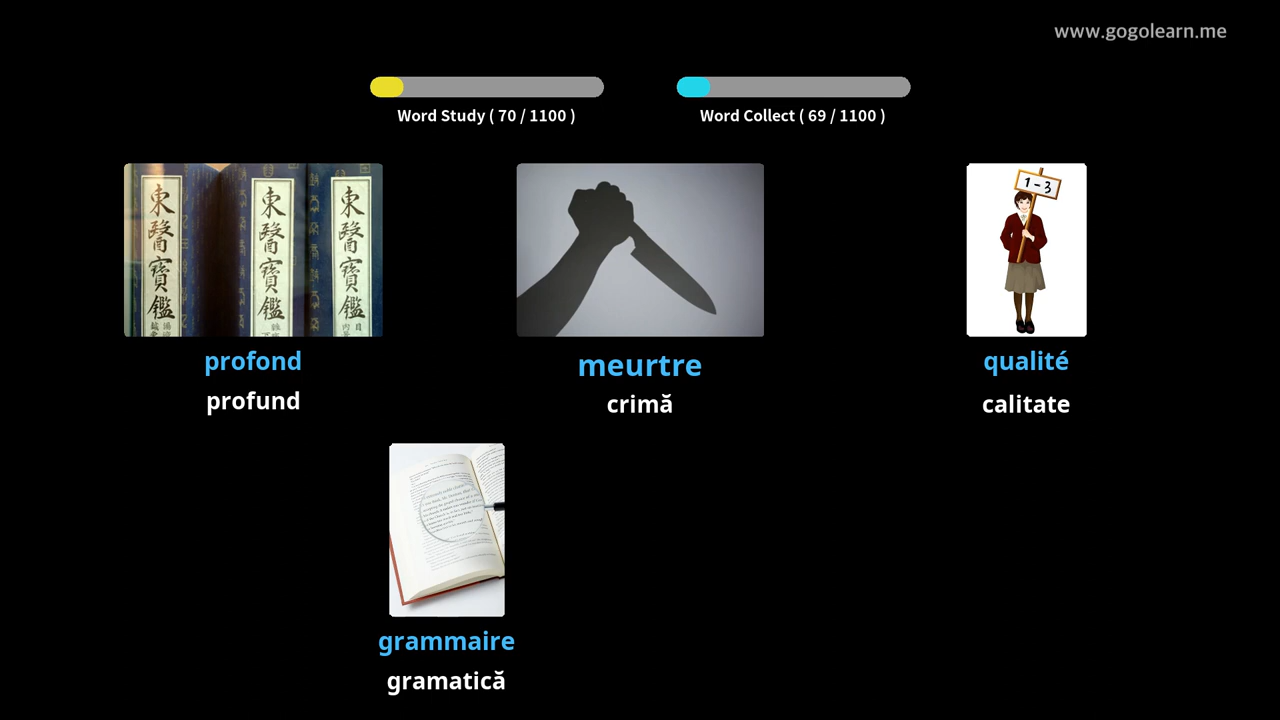 www.gogolearn.me
Word Study ( 70 / 1100 )
Word Collect ( 69 / 1100 )
東醫寶鑑
東醫寶鑑
東醫寶鑑
1-3
profond
profund
meurtre
crimă
qualité
calitate
grammaire
gramatică